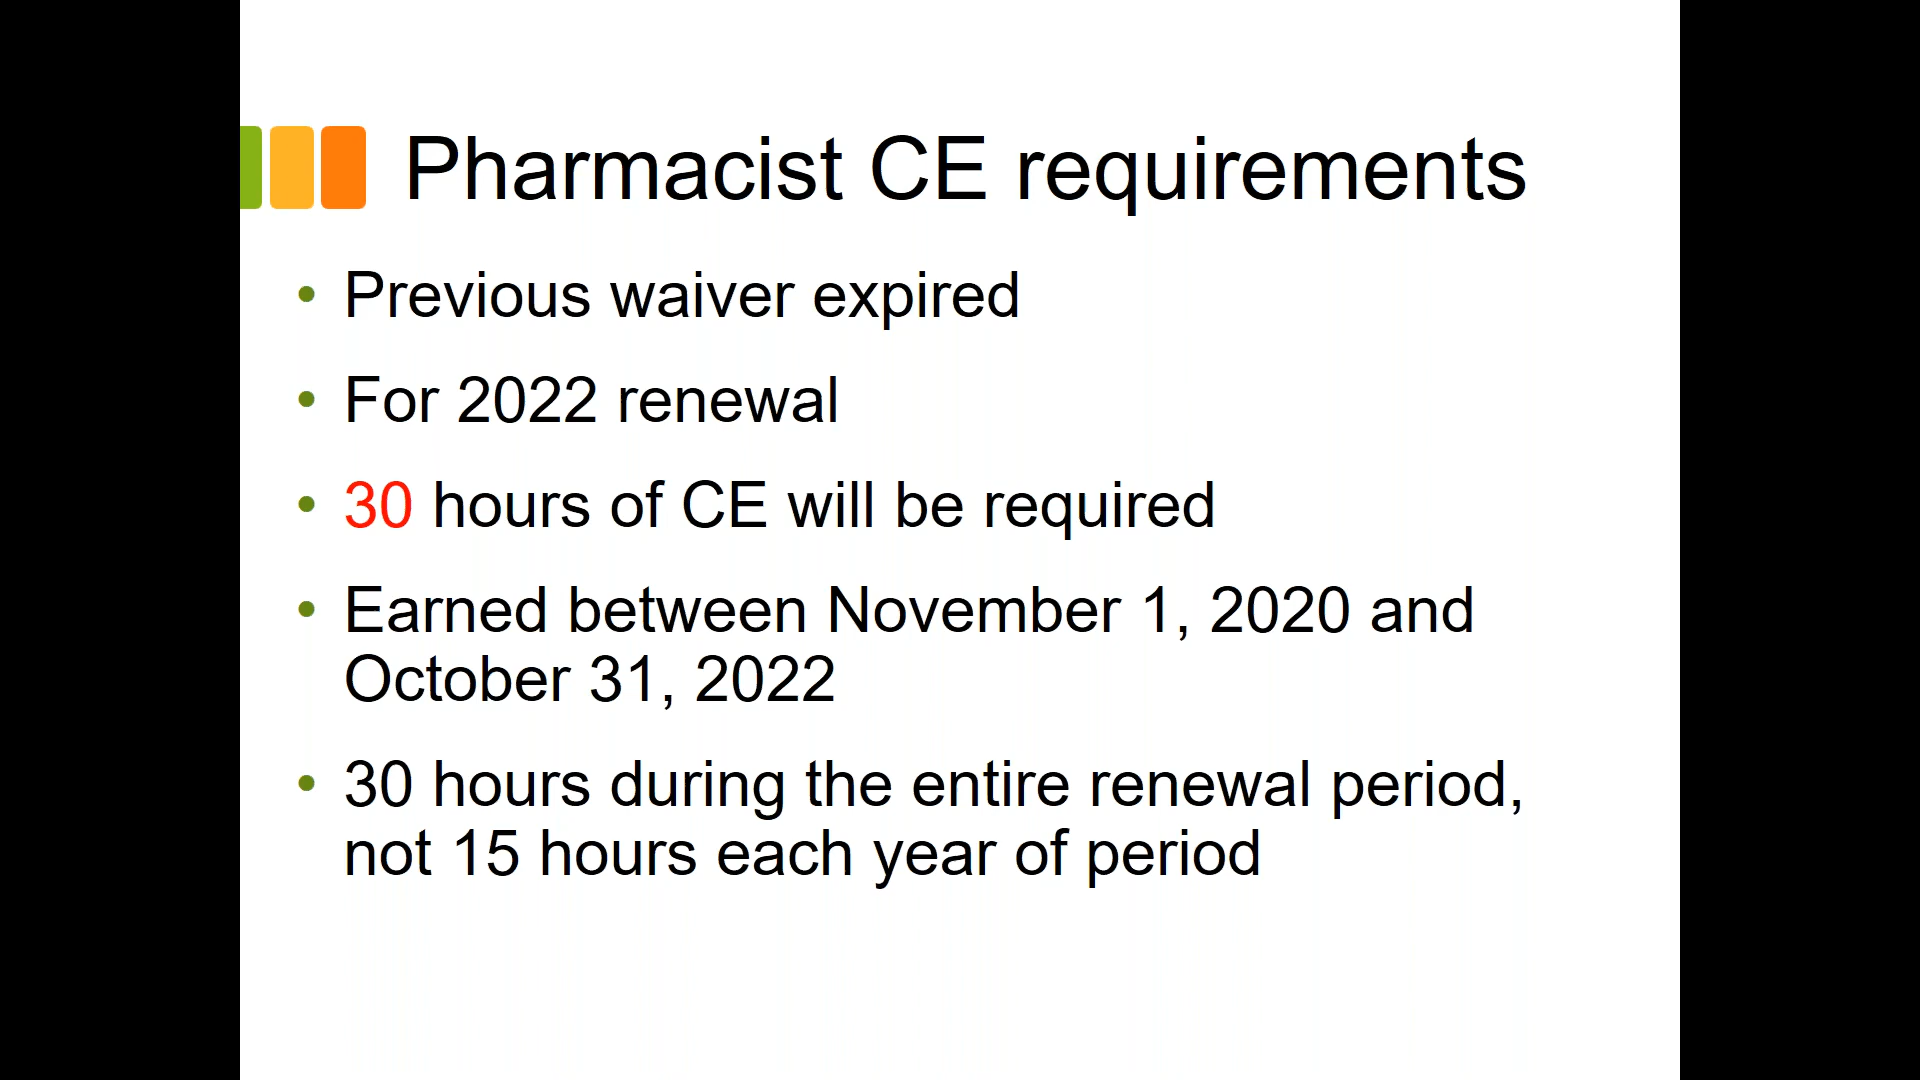 Pharmacist CE requirements
• Previous waiver expired
• For 2022 renewal
• 30 hours of CE will be required
• Earned between November 1, 2020 and
October 31, 2022
• 30 hours during the entire renewal period,
not 15 hours each year of period